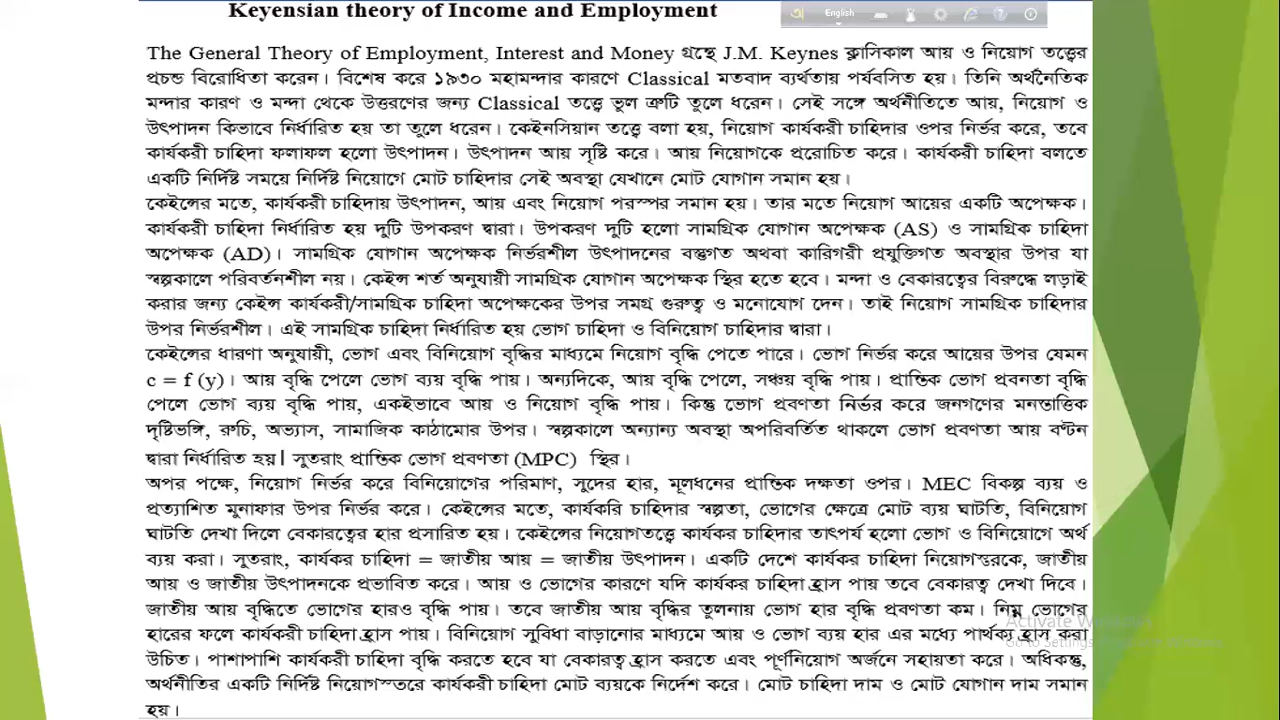 Keyensian theory of Income and Employment
English
The General Theory of Employment, Interest and Money গ্রন্থে J.M. Keynes ক্লাসিকাল আয় ও নিয়োগ তত্ত্বের
প্রচন্ড বিরোধিতা করেন। বিশেষ করে ১৯৩০ মহামন্দার কারণে Classical মতবাদ ব্যর্থতায় পর্যবসিত হয়। তিনি অর্থনৈতিক
মন্দার কারণ ও মন্দা থেকে উত্তরণের জন্য Classical তত্ত্বে ভুল ত্রুটি তুলে ধরেন। সেই সঙ্গে অর্থনীতিতে আয়, নিয়োগ ও
উৎপাদন কিভাবে নির্ধারিত হয় তা তুলে ধরেন। কেইনসিয়ান তত্ত্বে বলা হয়, নিয়োগ কার্যকরী চাহিদার ওপর নির্ভর করে, তবে
কার্যকরী চাহিদা ফলাফল হলো উৎপাদন। উৎপাদন আয় সৃষ্টি করে। আয় নিয়োগকে প্ররোচিত করে। কার্যকরী চাহিদা বলতে
একটি নির্দিষ্ট সময়ে নির্দিষ্ট নিয়োগে মোট চাহিদার সেই অবস্থা যেখানে মোট যোগান সমান হয়।
কেইন্সের মতে, কার্যকরী চাহিদায় উৎপাদন, আয় এবং নিয়োগ পরস্পর সমান হয়। তার মতে নিয়োগ আয়ের একটি অপেক্ষক।
কার্যকরী চাহিদা নির্ধারিত হয় দুটি উপকরণ দ্বারা। উপকরণ দুটি হলো সামগ্রিক যোগান অপেক্ষক (AS) ও সামগ্রিক চাহিদা
অপেক্ষক (AD)। সামগ্রিক যোগান অপেক্ষক নির্ভরশীল উৎপাদনের বস্তুগত অথবা কারিগরী প্রযুক্তিগত অবস্থার উপর যা
স্বল্পকালে পরিবর্তনশীল নয়। কেইন্স শর্ত অনুযায়ী সামগ্রিক যোগান অপেক্ষক স্থির হতে হবে। মন্দা ও বেকারত্বের বিরুদ্ধে লড়াই
করার জন্য কেইন্স কার্যকরী/সামগ্রিক চাহিদা অপেক্ষকের উপর সমগ্র গুরুত্ব ও মনোযোগ দেন। তাই নিয়োগ সামগ্রিক চাহিদার
উপর নির্ভরশীল। এই সামগ্রিক চাহিদা নির্ধারিত হয় ভোগ চাহিদা ও বিনিয়োগ চাহিদার দ্বারা।
কেইন্সের ধারণা অনুযায়ী, ভোগ এবং বিনিয়োগ বৃদ্ধির মাধ্যমে নিয়োগ বৃদ্ধি পেতে পারে। ভোগ নির্ভর করে আয়ের উপর যেমন
c = f (y)। আয় বৃদ্ধি পেলে ভোগ ব্যয় বৃদ্ধি পায়। অন্যদিকে, আয় বৃদ্ধি পেলে, সঞ্চয় বৃদ্ধি পায়। প্রান্তিক ভোগ প্রবনতা বৃদ্ধি
পেলে ভোগ ব্যয় বৃদ্ধি পায়, একইভাবে আয় ও নিয়োগ বৃদ্ধি পায়। কিন্তু ভোগ প্রবণতা নির্ভর করে জনগণের মনস্তাত্তিক
দৃষ্টিভঙ্গি, রুচি, অভ্যাস, সামাজিক কাঠামোর উপর। স্বল্পকালে অন্যান্য অবস্থা অপরিবর্তিত থাকলে ভোগ প্রবণতা আয় বণ্টন
দ্বারা নির্ধারিত হয়। সুতরাং প্রান্তিক ভোগ প্রবণতা (MPC) স্থির।
অপর পক্ষে, নিয়োগ নির্ভর করে বিনিয়োগের পরিমাণ, সুদের হার, মূলধনের প্রান্তিক দক্ষতা ওপর। MEC বিকল্প ব্যয় ও
প্রত্যাশিত মুনাফার উপর নির্ভর করে। কেইন্সের মতে, কার্যকরি চাহিদার স্বল্পতা, ভোগের ক্ষেত্রে মোট ব্যয় ঘাটতি, বিনিয়োগ
ঘাটতি দেখা দিলে বেকারত্বের হার প্রসারিত হয়। কেইন্সের নিয়োগতত্ত্বে কার্যকর চাহিদার তাৎপর্য হলো ভোগ ও বিনিয়োগে অর্থ
ব্যয় করা। সুতরাং, কার্যকর চাহিদা = জাতীয় আয় = জাতীয় উৎপাদন। একটি দেশে কার্যকর চাহিদা নিয়োগস্তরকে, জাতীয়
আয় ও জাতীয় উৎপাদনকে প্রভাবিত করে। আয় ও ভোগের কারণে যদি কার্যকর চাহিদা হ্রাস পায় তবে বেকারত্ব দেখা দিবে।
জাতীয় আয় বৃদ্ধিতে ভোগের হারও বৃদ্ধি পায়। তবে জাতীয় আয় বৃদ্ধির তুলনায় ভোগ হার বৃদ্ধি প্রবণতা কম। নিম্ন ভোগের
হারের ফলে কার্যকরী চাহিদা হ্রাস পায়। বিনিয়োগ সুবিধা বাড়ানোর মাধ্যমে আয় ও ভোগ ব্যয় হার এর মধ্যে পার্থক্য হ্রাস করা
উচিত। পাশাপাশি কার্যকরী চাহিদা বৃদ্ধি করতে হবে যা বেকারত্ব হ্রাস করতে এবং পূর্ণনিয়োগ অর্জনে সহায়তা করে। অধিকন্তু,
অর্থনীতির একটি নির্দিষ্ট নিয়োগস্তরে কার্যকরী চাহিদা মোট ব্যয়কে নির্দেশ করে। মোট চাহিদা দাম ও মোট যোগান দাম সমান
হয়।